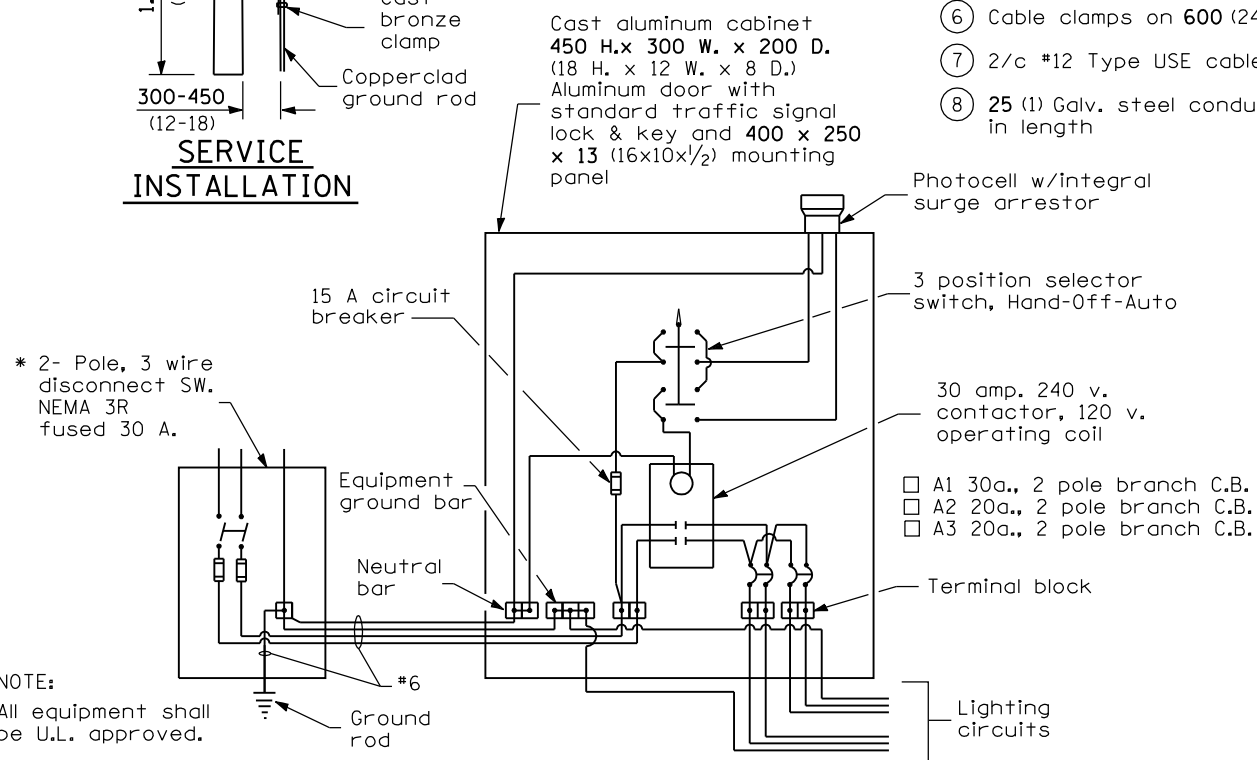 bronze
clamp
Copperclad
ground rod
300-450
(12-18)
SERVICE
INSTALLATION
Cast aluminum cabinet
450 H.x 300 W. x 200 D.
(18 H. x 12 W. x 8 D.)
Aluminum door with
standard traffic signal
lock & key and 400 x 250
x 13 (16x10x1/2) mounting
panel
6 Cable clamps on 600 (24
7 2/c #12 Type USE cable
8 25 (1) Galv. steel condu
in length
Photocell w/integral
surge arrestor
3 position selector
switch, Hand-Off-Auto
15 A circuit
breaker
* 2- Pole, 3 wire
disconnect SW.
NEMA 3R
fused 30 A.
30 amp. 240 v.
contactor, 120 v.
operating coil
Equipment
ground bar
□ A1 30a., 2 pole branch C.B.
□ A2 20a., 2 pole branch C.B.
□ A3 20a., 2 pole branch C.B.
Neutral
bar
Terminal block
#6
NOTE:
All equipment shall
be U.L. approved.
Ground
rod
Lighting
circuits